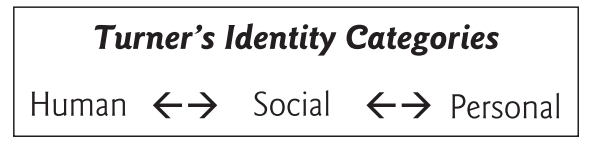 Turner's Identity Categories
Human ←→ Social ←→ Personal